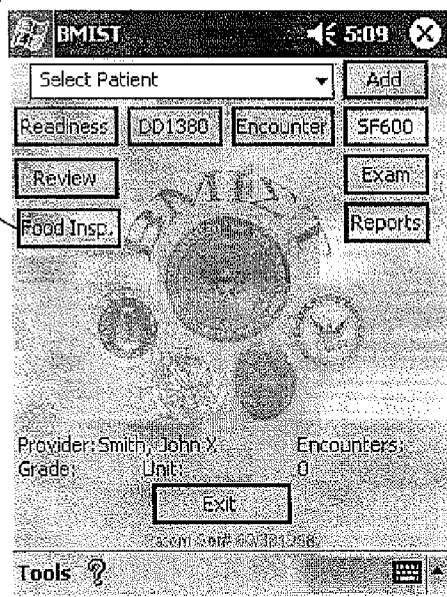 BMIST 5:09
Select Patient Add
Readiness DD1380 Encounter SF600
Review Exam
Food Insp. Reports
BMIST
Provider: Smith, John X Encounters:
Grade: Unit: 0
Exit
Tools